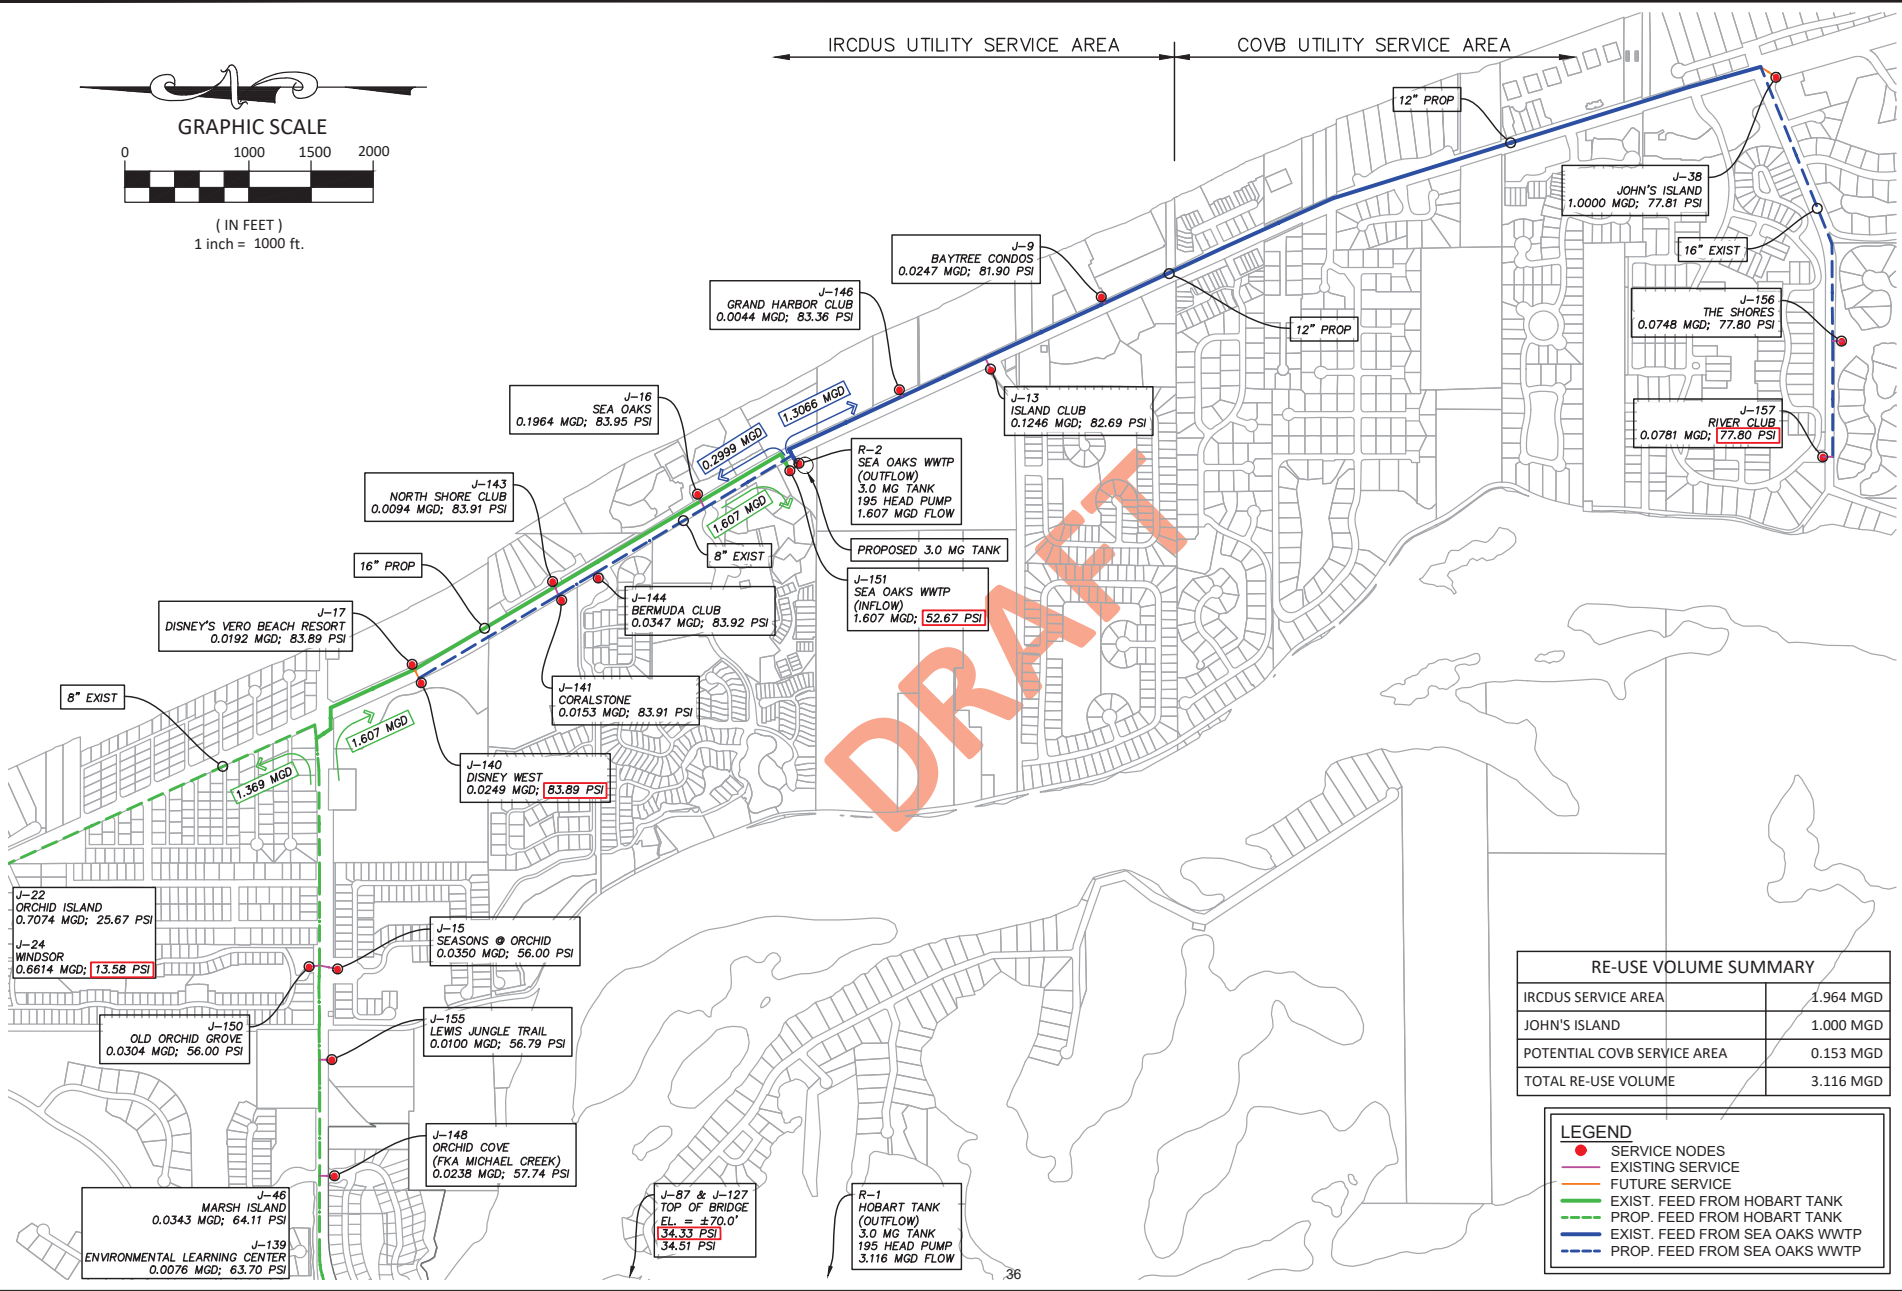 IRCDUS UTILITY SERVICE AREA
COVB UTILITY SERVICE AREA
GRAPHIC SCALE
0 1000 1500 2000
( IN FEET )
1 inch = 1000 ft.
12" PROP
J-38
JOHN'S ISLAND
1.0000 MGD; 77.81 PSI
16" EXIST
J-9
BAYTREE CONDOS
0.0247 MGD; 81.90 PSI
J-146
GRAND HARBOR CLUB
0.0044 MGD; 83.36 PSI
12" PROP
J-156
THE SHORES
0.0748 MGD; 77.80 PSI
J-157
RIVER CLUB
0.0781 MGD; 77.80 PSI
J-16
SEA OAKS
0.1964 MGD; 83.95 PSI
1.3066 MGD
0.2999 MGD
J-13
ISLAND CLUB
0.1246 MGD; 82.69 PSI
R-2
SEA OAKS WWTP
(OUTFLOW)
3.0 MG TANK
195 HEAD PUMP
1.607 MGD FLOW
J-143
NORTH SHORE CLUB
0.0094 MGD; 83.91 PSI
1.607 MGD
8" EXIST
PROPOSED 3.0 MG TANK
16" PROP
J-151
SEA OAKS WWTP
(INFLOW)
1.607 MGD; 52.67 PSI
J-144
BERMUDA CLUB
0.0347 MGD; 83.92 PSI
J-17
DISNEY'S VERO BEACH RESORT
0.0192 MGD; 83.89 PSI
DRAFT
J-141
CORALSTONE
0.0153 MGD; 83.91 PSI
8" EXIST
1.607 MGD
1.369 MGD
J-140
DISNEY WEST
0.0249 MGD; 83.89 PSI
J-22
ORCHID ISLAND
0.7074 MGD; 25.67 PSI
J-24
WINDSOR
0.6614 MGD; 13.58 PSI
J-15
SEASONS @ ORCHID
0.0350 MGD; 56.00 PSI
J-150
OLD ORCHID GROVE
0.0304 MGD; 56.00 PSI
J-155
LEWIS JUNGLE TRAIL
0.0100 MGD; 56.79 PSI
J-148
ORCHID COVE
(FKA MICHAEL CREEK)
0.0238 MGD; 57.74 PSI
J-46
MARSH ISLAND
0.0343 MGD; 64.11 PSI
J-139
ENVIRONMENTAL LEARNING CENTER
0.0076 MGD; 63.70 PSI
J-87 & J-127
TOP OF BRIDGE
EL. = ±70.0'
34.33 PSI
34.51 PSI
R-1
HOBART TANK
(OUTFLOW)
3.0 MG TANK
195 HEAD PUMP
3.116 MGD FLOW
36
RE-USE VOLUME SUMMARY
IRCDUS SERVICE AREA 1.964 MGD
JOHN'S ISLAND 1.000 MGD
POTENTIAL COVB SERVICE AREA 0.153 MGD
TOTAL RE-USE VOLUME 3.116 MGD
LEGEND
SERVICE NODES
EXISTING SERVICE
FUTURE SERVICE
EXIST. FEED FROM HOBART TANK
PROP. FEED FROM HOBART TANK
EXIST. FEED FROM SEA OAKS WWTP
PROP. FEED FROM SEA OAKS WWTP